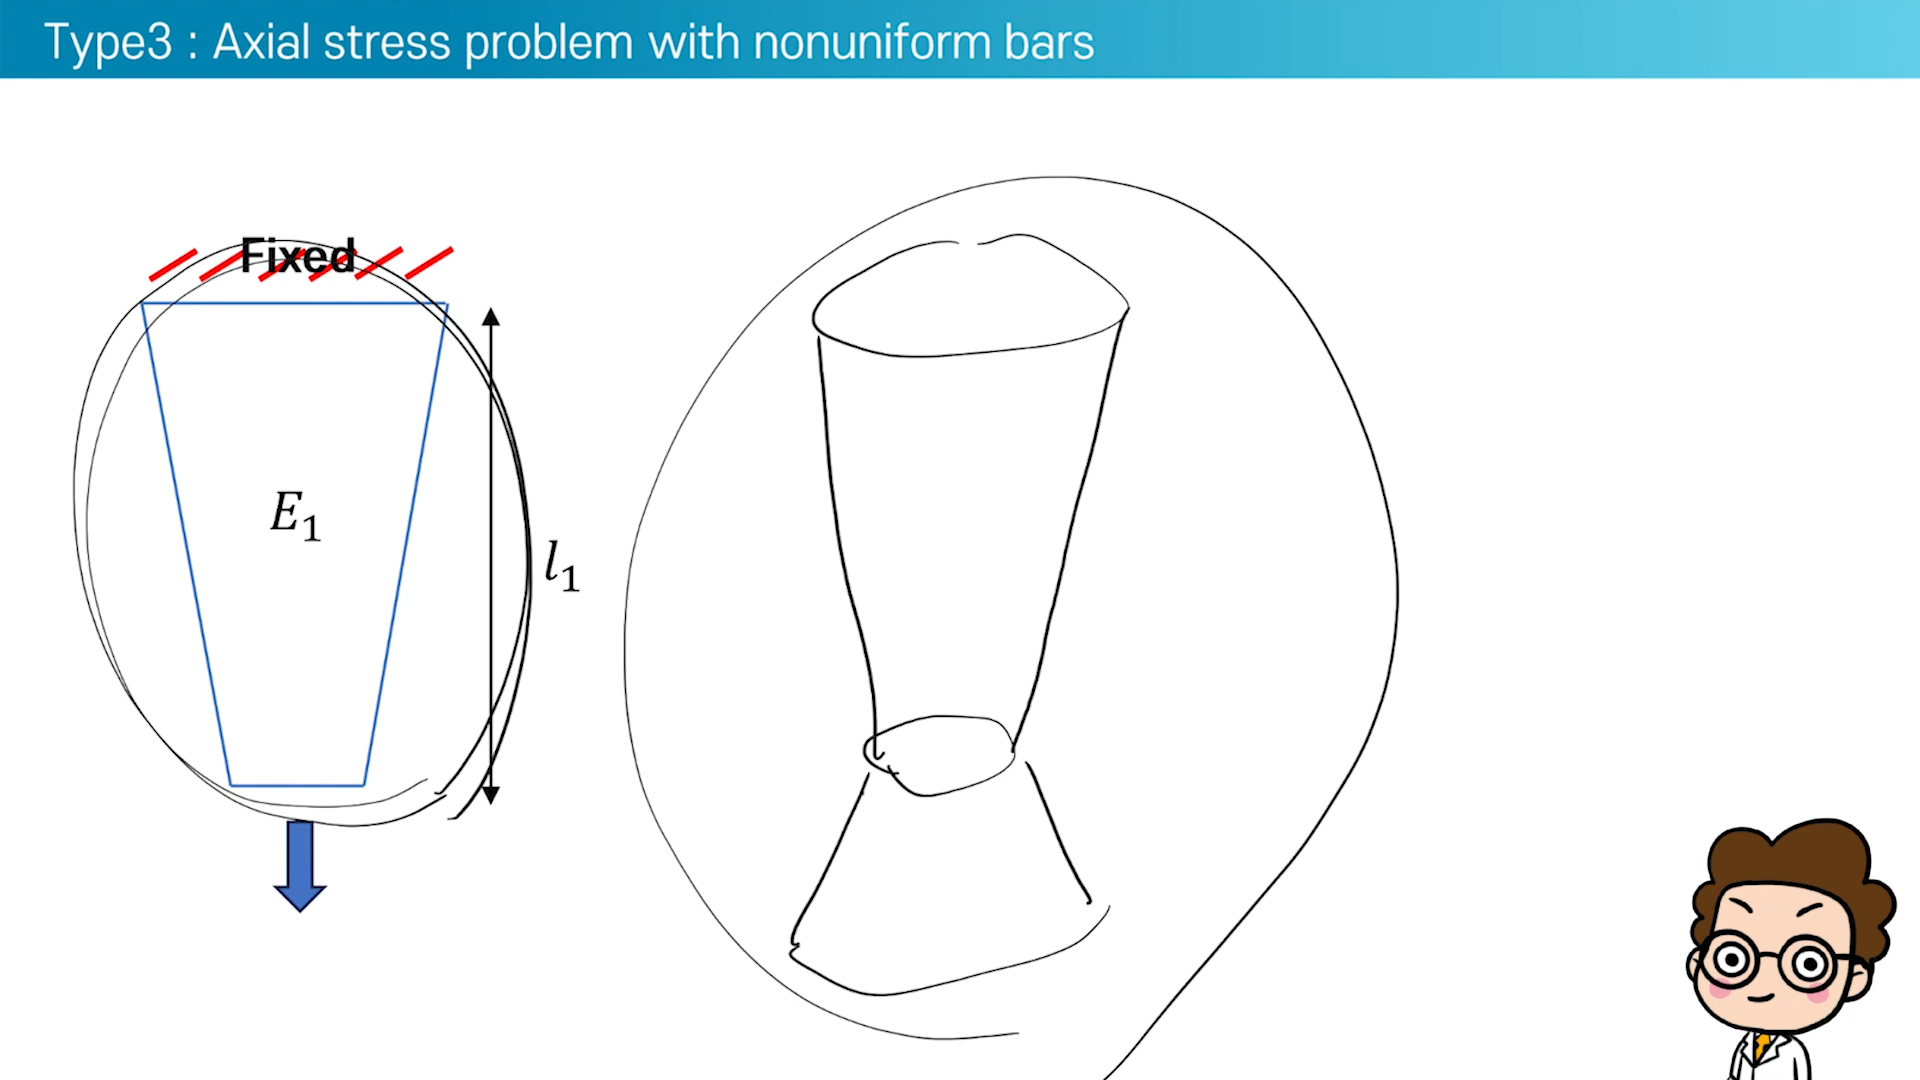 Type3 : Axial stress problem with nonuniform bars
Fixed
E₁
l₁